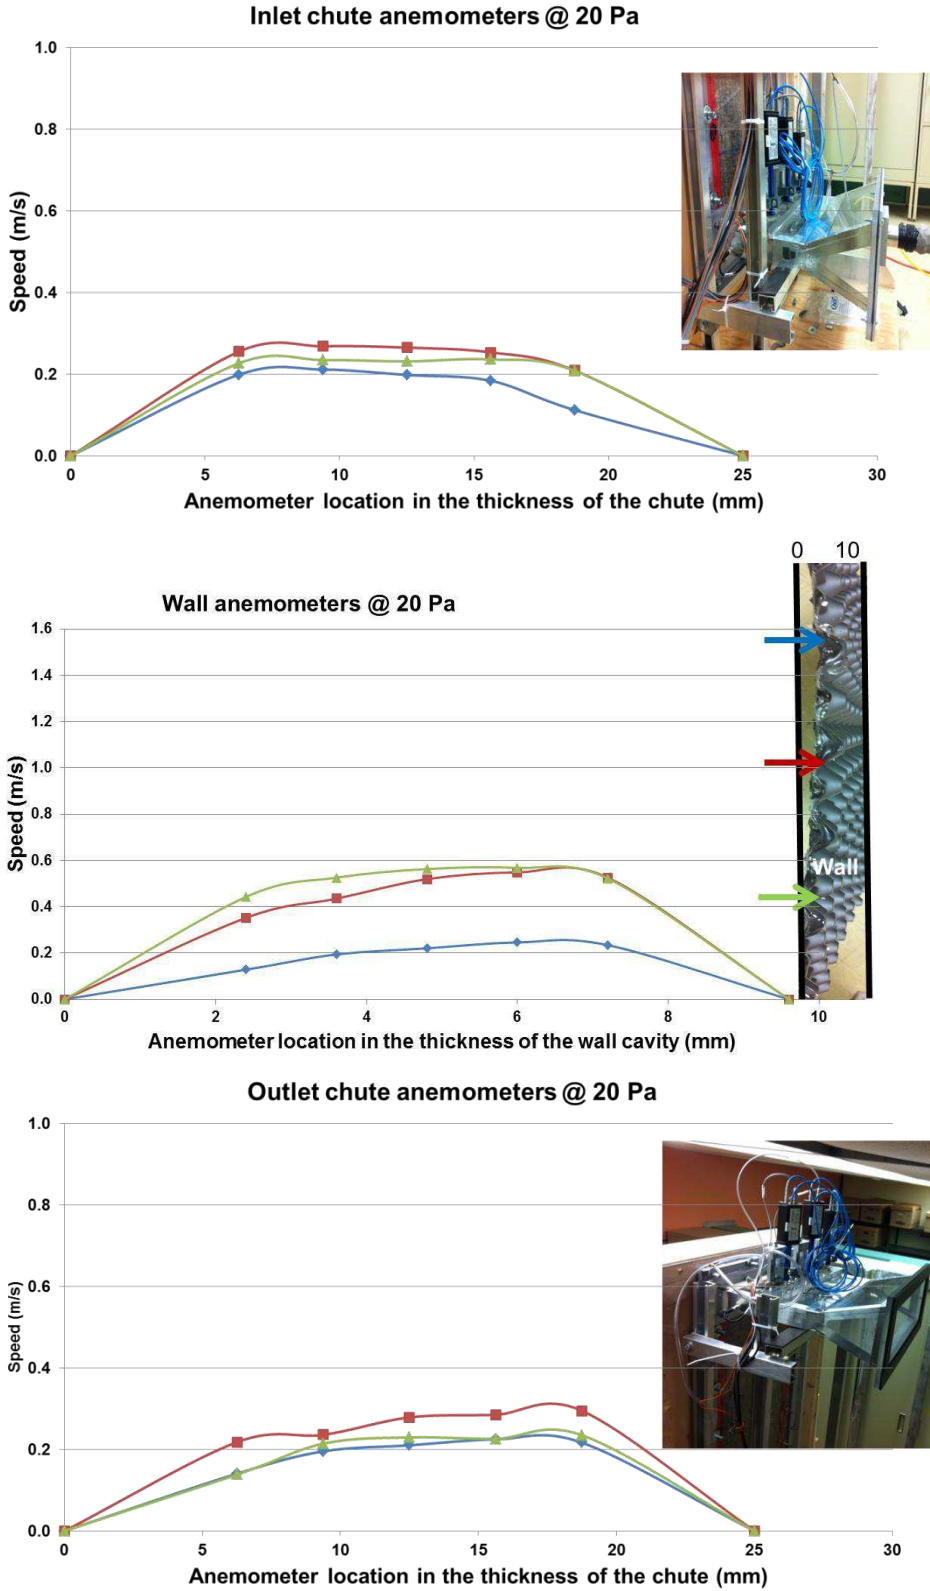 Inlet chute anemometers @ 20 Pa
1.0
0.8
0.6
0.4
0.2
0.0
Speed (m/s)
0 5 10 15 20 25 30
Anemometer location in the thickness of the chute (mm)
0 10
Wall anemometers @ 20 Pa
1.6
1.4
1.2
1.0
0.8
0.6
0.4
0.2
0.0
Speed (m/s)
Wall
0 2 4 6 8 10
Anemometer location in the thickness of the wall cavity (mm)
Outlet chute anemometers @ 20 Pa
1.0
0.8
0.6
0.4
0.2
0.0
Speed (m/s)
0 5 10 15 20 25 30
Anemometer location in the thickness of the chute (mm)